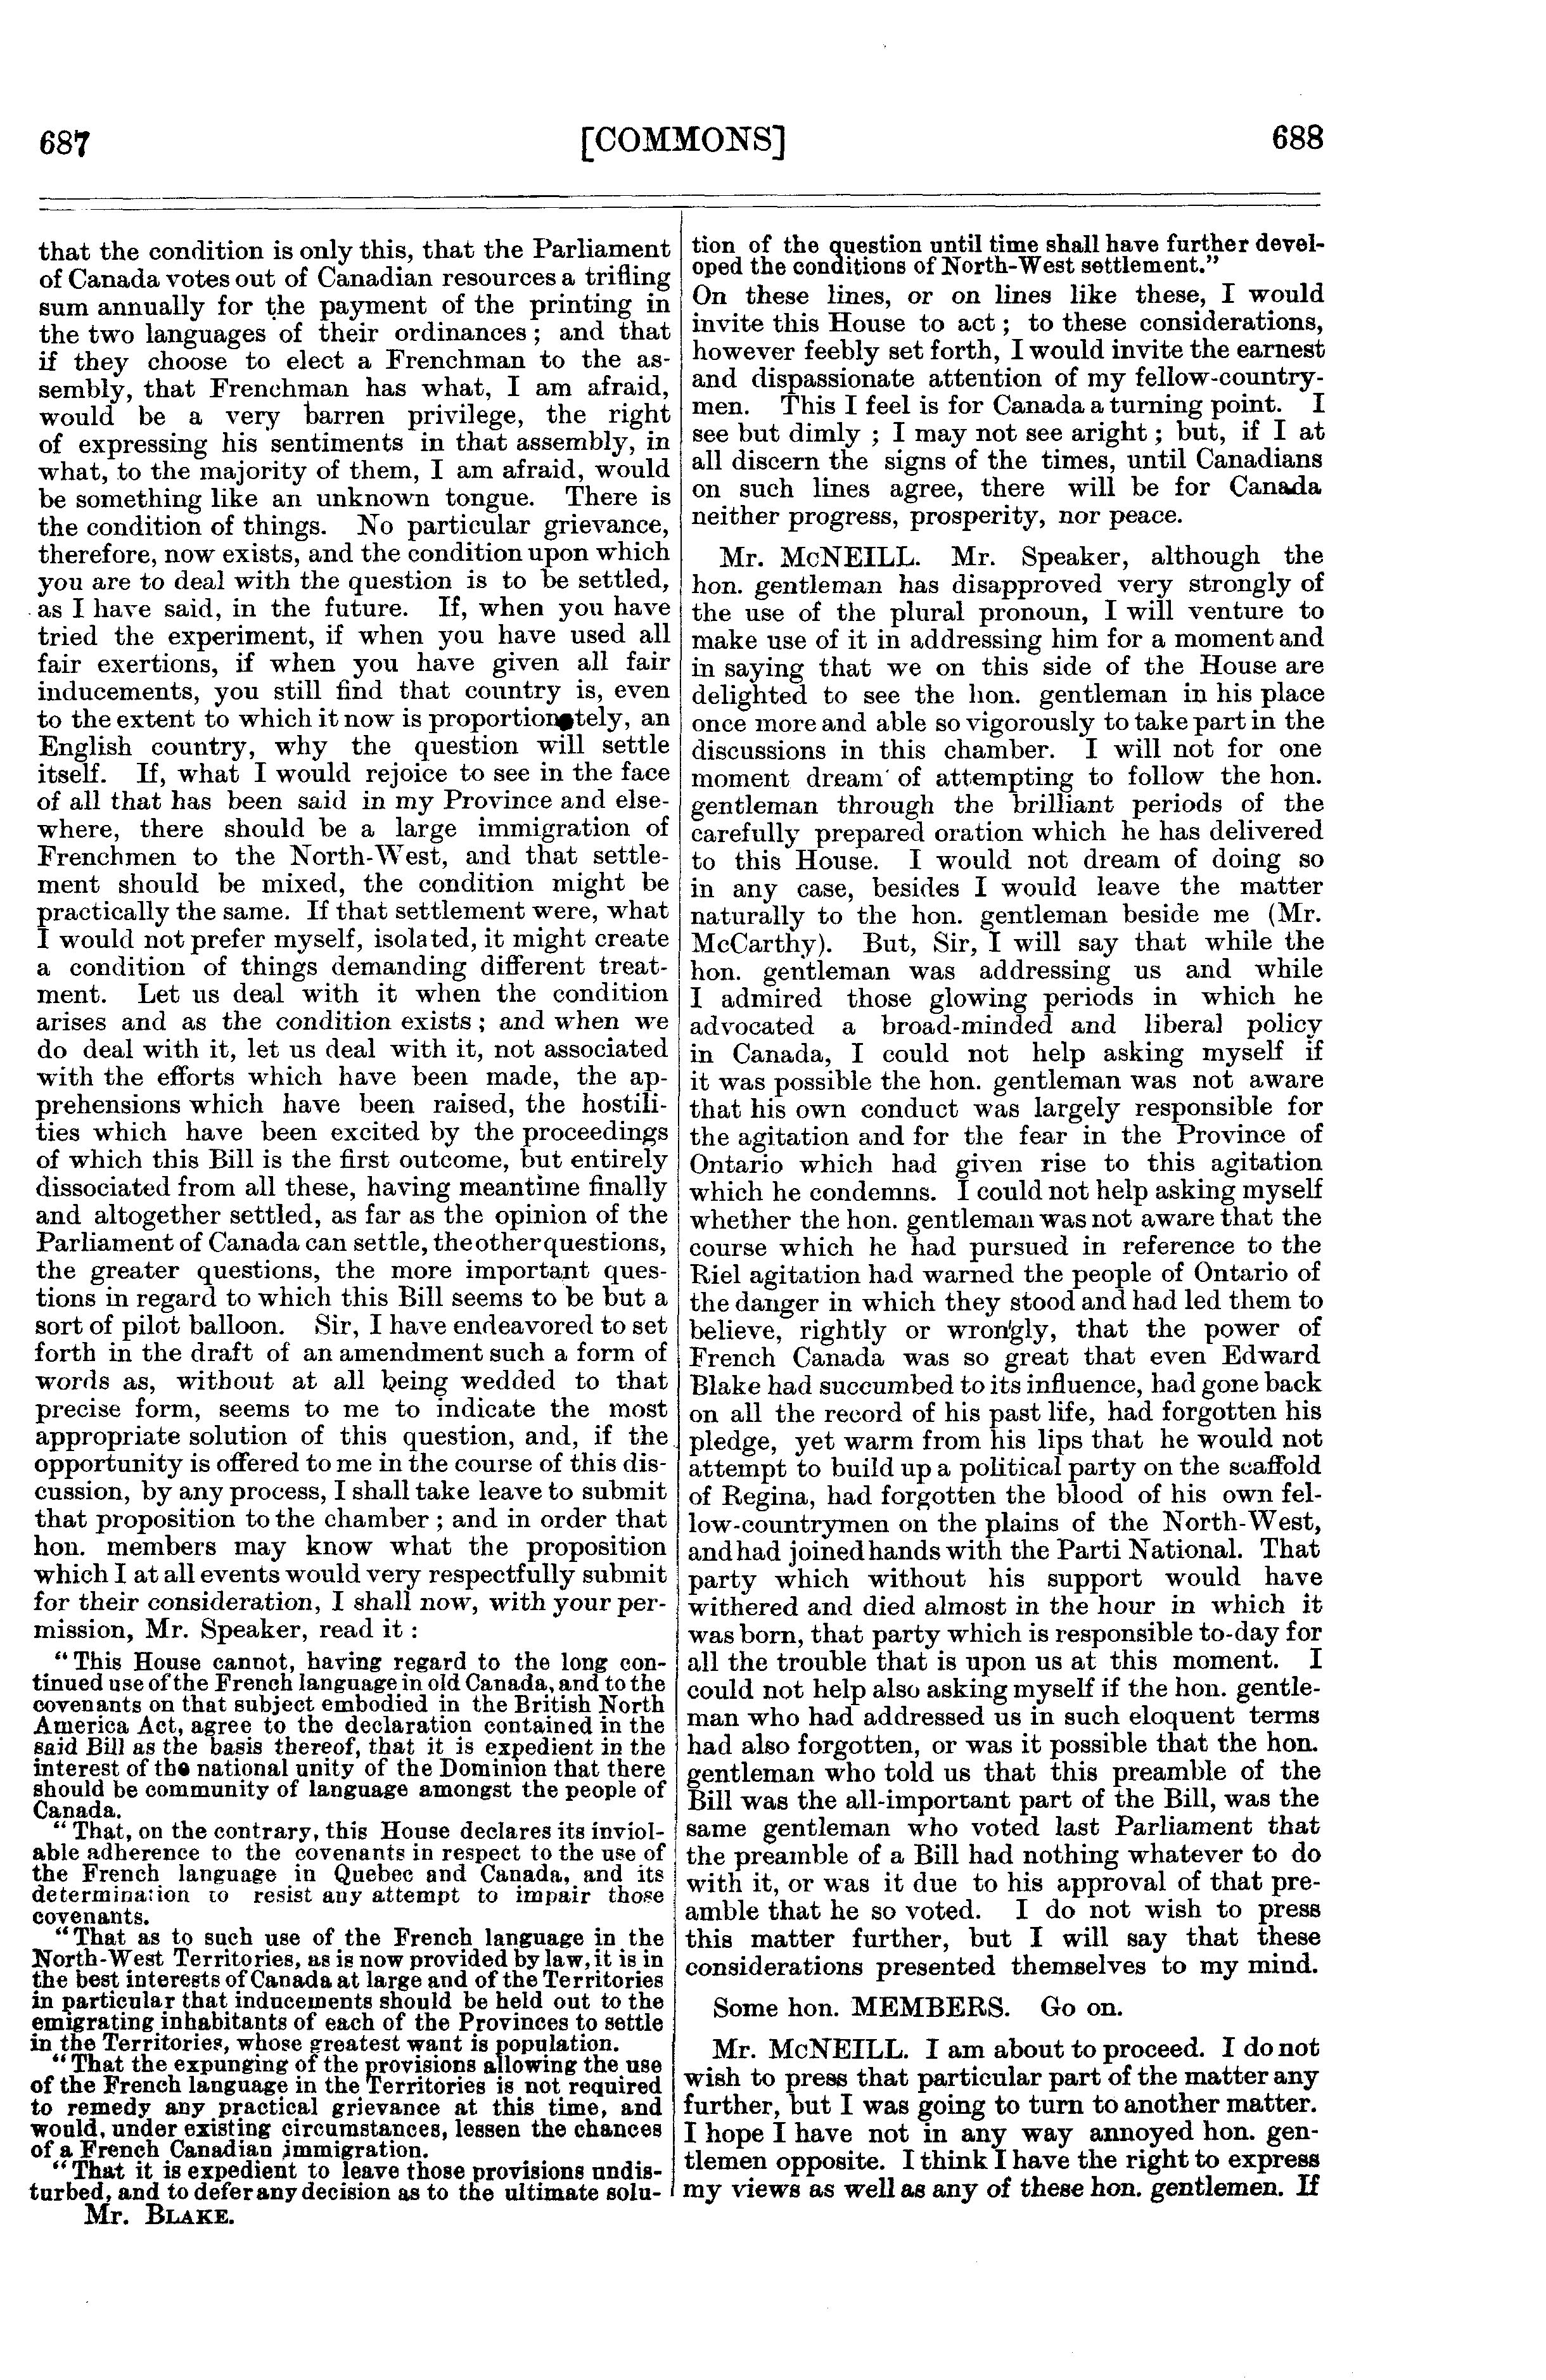 687
[COMMONS]
688
that the condition is only this, that the Parliament
of Canada votes out of Canadian resources a trifling
sum annually for the payment of the printing in
the two languages of their ordinances ; and that
if they choose to elect a Frenchman to the as-
sembly, that Frenchman has what, I am afraid,
would be a very barren privilege, the right
of expressing his sentiments in that assembly, in
what, to the majority of them, I am afraid, would
be something like an unknown tongue. There is
the condition of things. No particular grievance,
therefore, now exists, and the condition upon which
you are to deal with the question is to be settled,
as I have said, in the future. If, when you have
tried the experiment, if when you have used all
fair exertions, if when you have given all fair
inducements, you still find that country is, even
to the extent to which it now is proportionately, an
English country, why the question will settle
itself. If, what I would rejoice to see in the face
of all that has been said in my Province and else-
where, there should be a large immigration of
Frenchmen to the North-West, and that settle-
ment should be mixed, the condition might be
practically the same. If that settlement were, what
I would not prefer myself, isolated, it might create
a condition of things demanding different treat-
ment. Let us deal with it when the condition
arises and as the condition exists ; and when we
do deal with it, let us deal with it, not associated
with the efforts which have been made, the ap-
prehensions which have been raised, the hostili-
ties which have been excited by the proceedings
of which this Bill is the first outcome, but entirely
dissociated from all these, having meantime finally
and altogether settled, as far as the opinion of the
Parliament of Canada can settle, the other questions,
the greater questions, the more important ques-
tions in regard to which this Bill seems to be but a
sort of pilot balloon. Sir, I have endeavored to set
forth in the draft of an amendment such a form of
words as, without at all being wedded to that
precise form, seems to me to indicate the most
appropriate solution of this question, and, if the
opportunity is offered to me in the course of this dis-
cussion, by any process, I shall take leave to submit
that proposition to the chamber ; and in order that
hon. members may know what the proposition
which I at all events would very respectfully submit
for their consideration, I shall now, with your per-
mission, Mr. Speaker, read it :
" This House cannot, having regard to the long con-
tinued use of the French language in old Canada, and to the
covenants on that subject embodied in the British North
America Act, agree to the declaration contained in the
said Bill as the basis thereof, that it is expedient in the
interest of the national unity of the Dominion that there
should be community of language amongst the people of
Canada.
" That, on the contrary, this House declares its inviol-
able adherence to the covenants in respect to the use of
the French language in Quebec and Canada, and its
determination to resist any attempt to impair those
covenants.
" That as to such use of the French language in the
North-West Territories, as is now provided by law, it is in
the best interests of Canada at large and of the Territories
in particular that inducements should be held out to the
emigrating inhabitants of each of the Provinces to settle
in the Territories, whose greatest want is population.
" That the expunging of the provisions allowing the use
of the French language in the Territories is not required
to remedy any practical grievance at this time, and
would, under existing circumstances, lessen the chances
of a French Canadian immigration.
" That it is expedient to leave those provisions undis-
turbed, and to defer any decision as to the ultimate solu-
Mr. BLAKE.
tion of the question until time shall have further devel-
oped the conditions of North-West settlement."
On these lines, or on lines like these, I would
invite this House to act ; to these considerations,
however feebly set forth, I would invite the earnest
and dispassionate attention of my fellow-country-
men. This I feel is for Canada a turning point. I
see but dimly ; I may not see aright ; but, if I at
all discern the signs of the times, until Canadians
on such lines agree, there will be for Canada
neither progress, prosperity, nor peace.
Mr. McNEILL. Mr. Speaker, although the
hon. gentleman has disapproved very strongly of
the use of the plural pronoun, I will venture to
make use of it in addressing him for a moment and
in saying that we on this side of the House are
delighted to see the hon. gentleman in his place
once more and able so vigorously to take part in the
discussions in this chamber. I will not for one
moment dream of attempting to follow the hon.
gentleman through the brilliant periods of the
carefully prepared oration which he has delivered
to this House. I would not dream of doing so
in any case, besides I would leave the matter
naturally to the hon. gentleman beside me (Mr.
McCarthy). But, Sir, I will say that while the
hon. gentleman was addressing us and while
I admired those glowing periods in which he
advocated a broad-minded and liberal policy
in Canada, I could not help asking myself if
it was possible the hon. gentleman was not aware
that his own conduct was largely responsible for
the agitation and for the fear in the Province of
Ontario which had given rise to this agitation
which he condemns. I could not help asking myself
whether the hon. gentleman was not aware that the
course which he had pursued in reference to the
Riel agitation had warned the people of Ontario of
the danger in which they stood and had led them to
believe, rightly or wrongly, that the power of
French Canada was so great that even Edward
Blake had succumbed to its influence, had gone back
on all the record of his past life, had forgotten his
pledge, yet warm from his lips that he would not
attempt to build up a political party on the scaffold
of Regina, had forgotten the blood of his own fel-
low-countrymen on the plains of the North-West,
and had joined hands with the Parti National. That
party which without his support would have
withered and died almost in the hour in which it
was born, that party which is responsible to-day for
all the trouble that is upon us at this moment. I
could not help also asking myself if the hon. gentle-
man who had addressed us in such eloquent terms
had also forgotten, or was it possible that the hon.
gentleman who told us that this preamble of the
Bill was the all-important part of the Bill, was the
same gentleman who voted last Parliament that
the preamble of a Bill had nothing whatever to do
with it, or was it due to his approval of that pre-
amble that he so voted. I do not wish to press
this matter further, but I will say that these
considerations presented themselves to my mind.
Some hon. MEMBERS. Go on.
Mr. McNEILL. I am about to proceed. I do not
wish to press that particular part of the matter any
further, but I was going to turn to another matter.
I hope I have not in any way annoyed hon. gen-
tlemen opposite. I think I have the right to express
my views as well as any of these hon. gentlemen. If